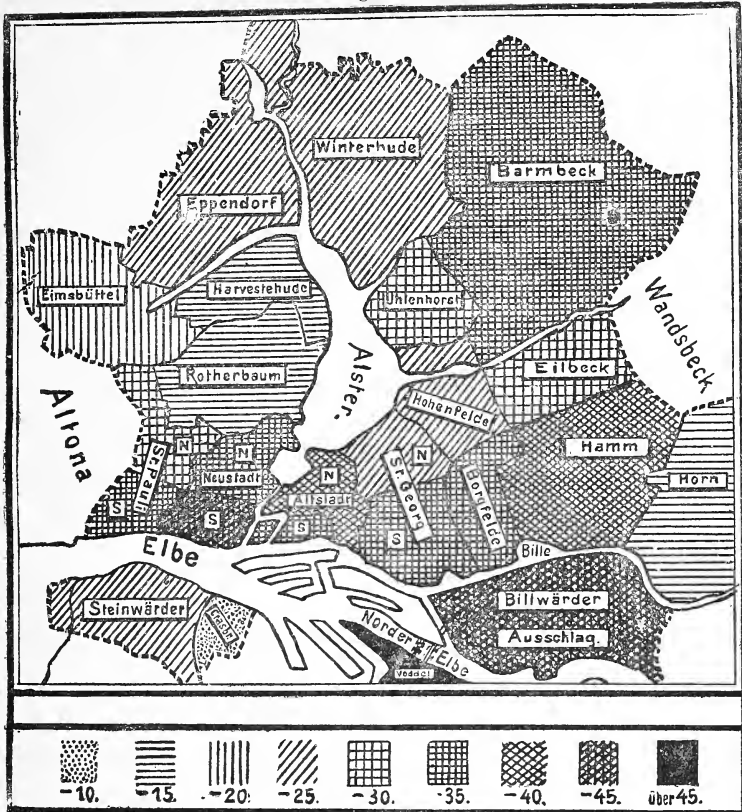 Winterhude
Barmbeck
Eppendorf
Eimsbüttel
Harvestehude
Uhlenhorst
Wandsbeck
Rotherbaum
Alster.
Eilbeck
Altona
Hohenfelde
St. Pauli
N
N
Neustadt
N
Altstadt
N
St. Georg
Borgfelde
Hamm
Horn
S
S
S
S
Elbe
Bille
Steinwärder
Norder
Elbe
Billwärder
Ausschlag.
Veddel
-10.
-15.
-20.
-25.
-30.
-35.
-40.
-45.
über 45.